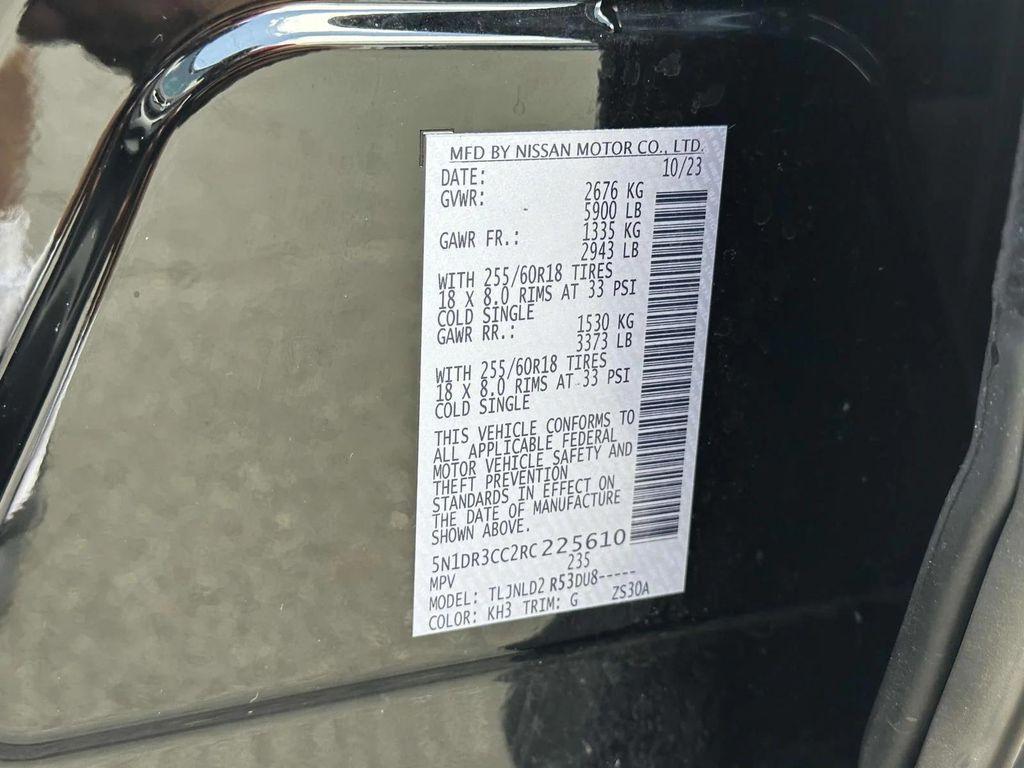 MFD BY NISSAN MOTOR CO., LTD.
DATE: 10/23
GVWR: 2676 KG
5900 LB
GAWR FR.: 1335 KG
2943 LB
WITH 255/60R18 TIRES
18 X 8.0 RIMS AT 33 PSI
COLD SINGLE
GAWR RR.: 1530 KG
3373 LB
WITH 255/60R18 TIRES
18 X 8.0 RIMS AT 33 PSI
COLD SINGLE
THIS VEHICLE CONFORMS TO
ALL APPLICABLE FEDERAL
MOTOR VEHICLE SAFETY AND
THEFT PREVENTION
STANDARDS IN EFFECT ON
THE DATE OF MANUFACTURE
SHOWN ABOVE.
5N1DR3CC2RC225610
MPV 235
MODEL: TLJNLD2 R53DU8-----
COLOR: KH3 TRIM: G ZS30A